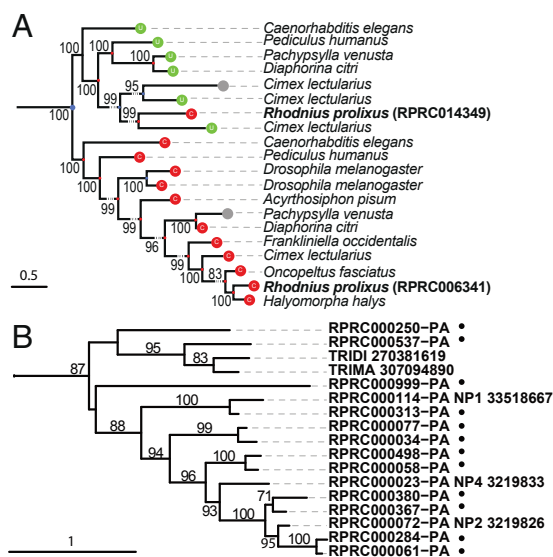 A
U Caenorhabditis elegans
100 U Pediculus humanus
100 U Pachypsylla venusta
100 U Diaphorina citri
100 95 Cimex lectularius
99 U Cimex lectularius
99 C Rhodnius prolixus (RPRC014349)
100 U Cimex lectularius
C Caenorhabditis elegans
C Pediculus humanus
100 C Drosophila melanogaster
100 C Drosophila melanogaster
100 C Acyrthosiphon pisum
99 Pachypsylla venusta
100 C Diaphorina citri
96 C Frankliniella occidentalis
99 C Cimex lectularius
0.5 100 83 C Oncopeltus fasciatus
C Rhodnius prolixus (RPRC006341)
100 C Halyomorpha halys
B
RPRC000250-PA •
95 RPRC000537-PA •
83 TRIDI 270381619
87 TRIMA 307094890
RPRC000999-PA •
100 RPRC000114-PA NP1 33518667
88 RPRC000313-PA •
99 RPRC000077-PA •
94 RPRC000034-PA •
100 RPRC000498-PA •
96 RPRC000058-PA •
RPRC000023-PA NP4 3219833
71 RPRC000380-PA •
93 RPRC000367-PA •
100 RPRC000072-PA NP2 3219826
1 95 100 RPRC000284-PA •
RPRC000061-PA •